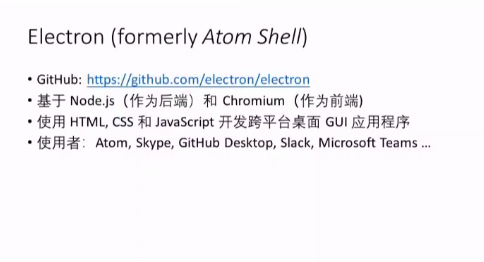 Electron (formerly Atom Shell)
• GitHub: https://github.com/electron/electron
• 基于 Node.js（作为后端）和 Chromium（作为前端)
• 使用 HTML, CSS 和 JavaScript 开发跨平台桌面 GUI 应用程序
• 使用者：Atom, Skype, GitHub Desktop, Slack, Microsoft Teams ...